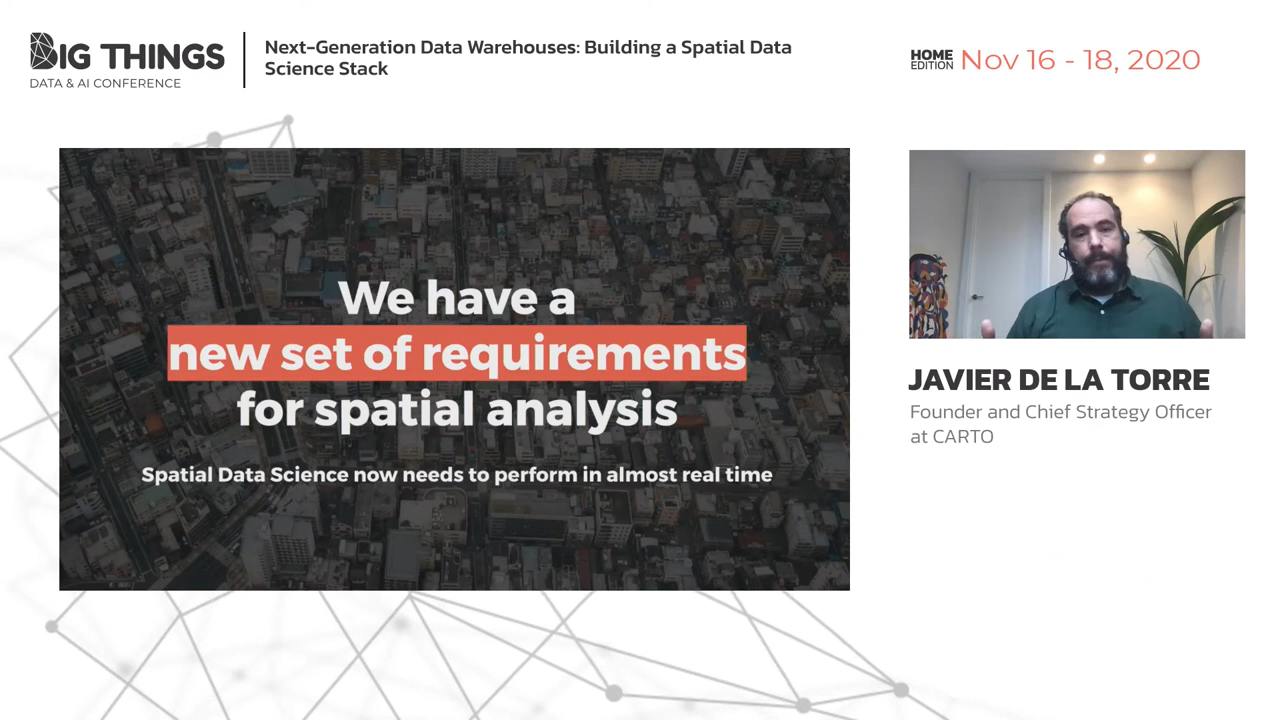 BIG THINGS
DATA & AI CONFERENCE
Next-Generation Data Warehouses: Building a Spatial Data
Science Stack
HOME
EDITION
Nov 16 - 18, 2020
We have a
new set of requirements
for spatial analysis
Spatial Data Science now needs to perform in almost real time
JAVIER DE LA TORRE
Founder and Chief Strategy Officer
at CARTO